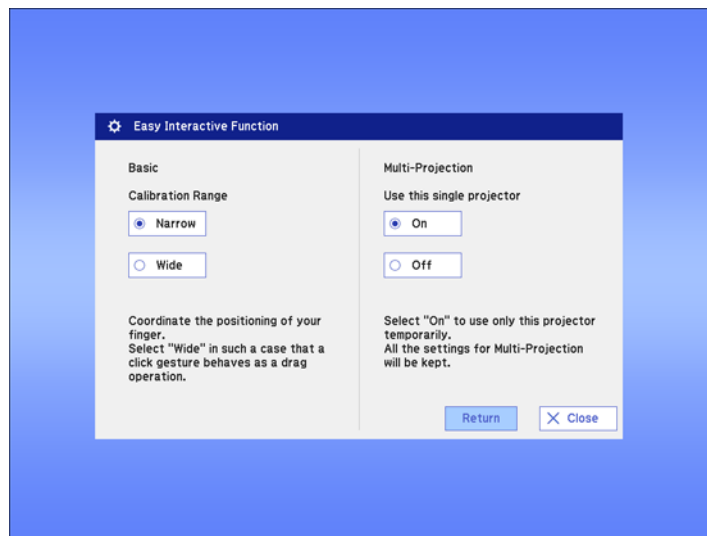 Easy Interactive Function
Basic
Calibration Range
Narrow
Wide
Coordinate the positioning of your
finger.
Select "Wide" in such a case that a
click gesture behaves as a drag
operation.
Multi-Projection
Use this single projector
On
Off
Select "On" to use only this projector
temporarily.
All the settings for Multi-Projection
will be kept.
Return
Close